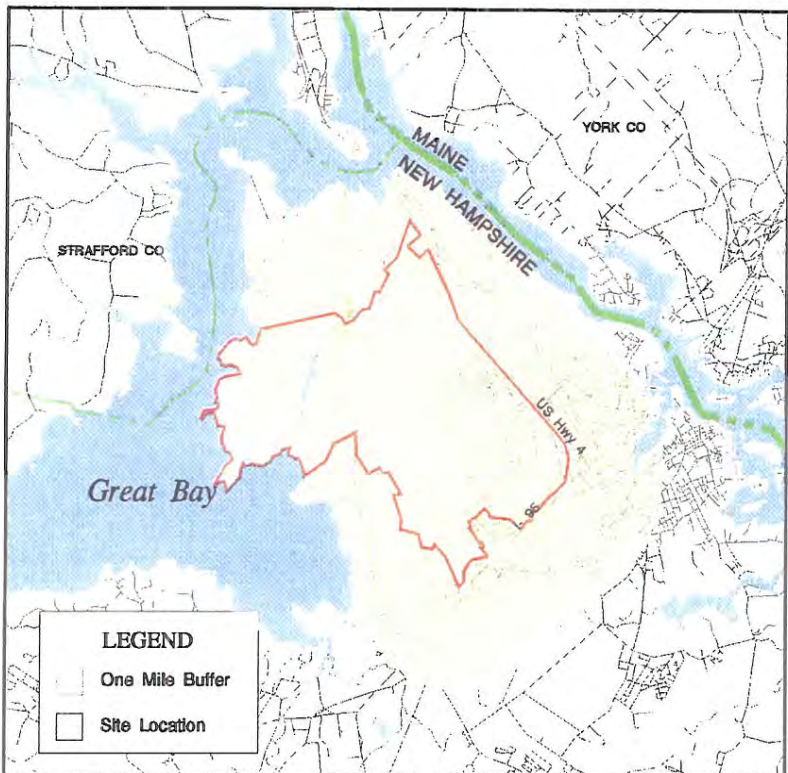 MAINE
NEW HAMPSHIRE
YORK CO
STRAFFORD CO
US Hwy 4
I- 95
Great Bay
LEGEND
One Mile Buffer
Site Location